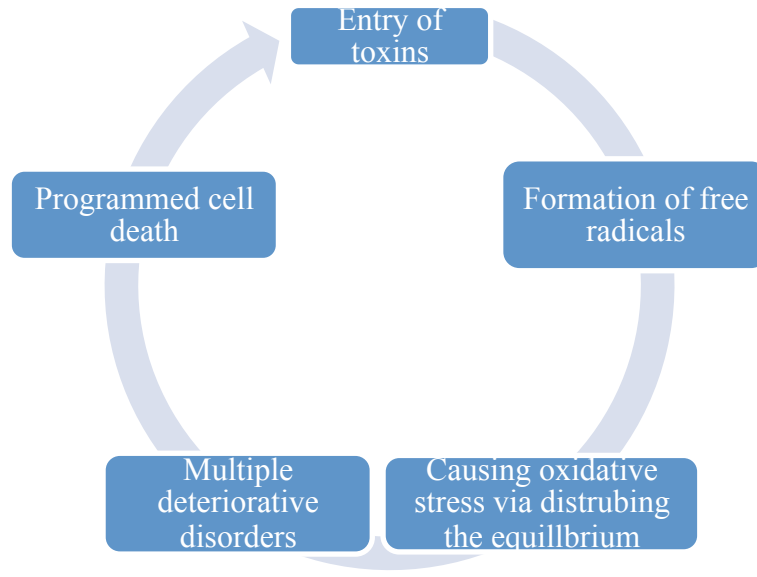 Entry of
toxins
Formation of free
radicals
Causing oxidative
stress via distrubing
the equillbrium
Multiple
deteriorative
disorders
Programmed cell
death